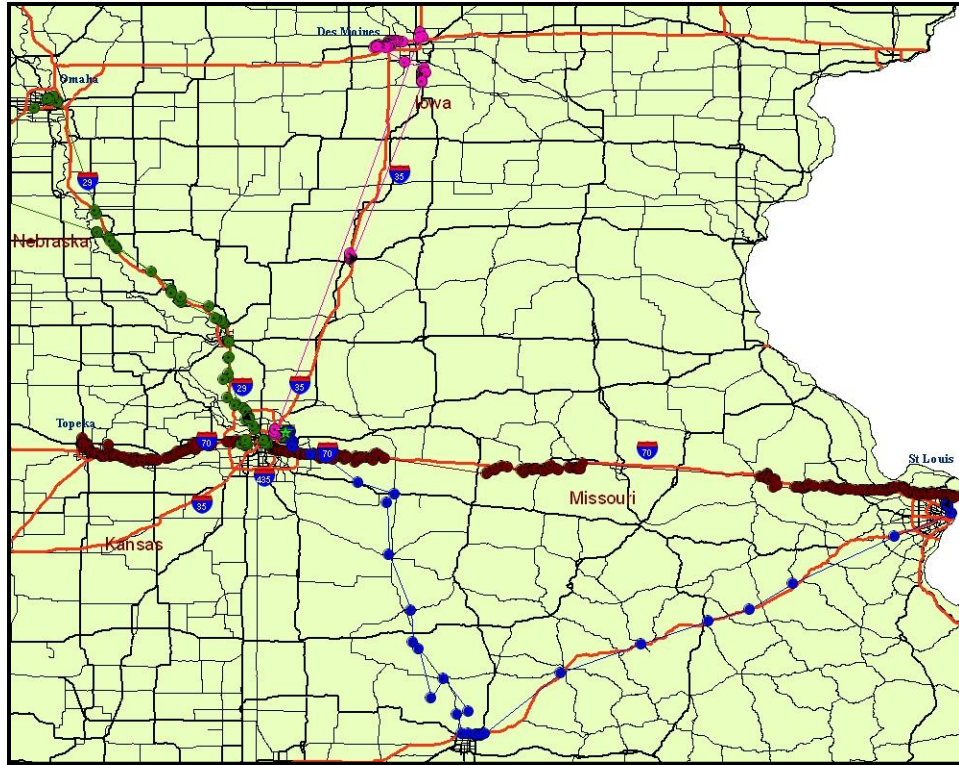 Des Moines
Omaha
Iowa
29
35
Nebraska
29
35
Topeka
70
70
70
St Louis
435
Missouri
35
Kansas